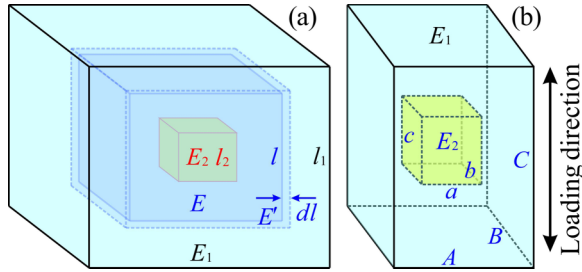 (a)
E₂ l₂
l
l₁
E
E'
dl
E₁
(b)
E₁
c
E₂
b
a
C
B
A
Loading direction